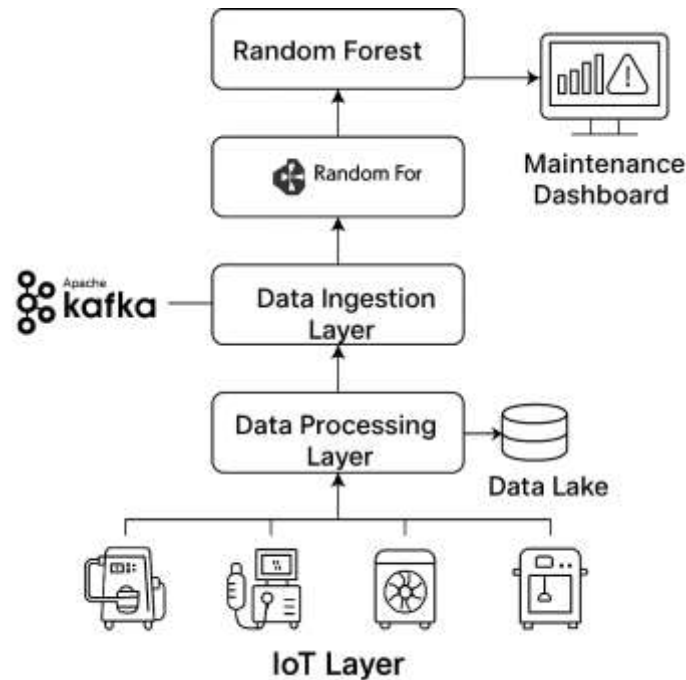 Random Forest
Maintenance
Dashboard
Random For
Apache
kafka
Data Ingestion
Layer
Data Processing
Layer
Data Lake
IoT Layer